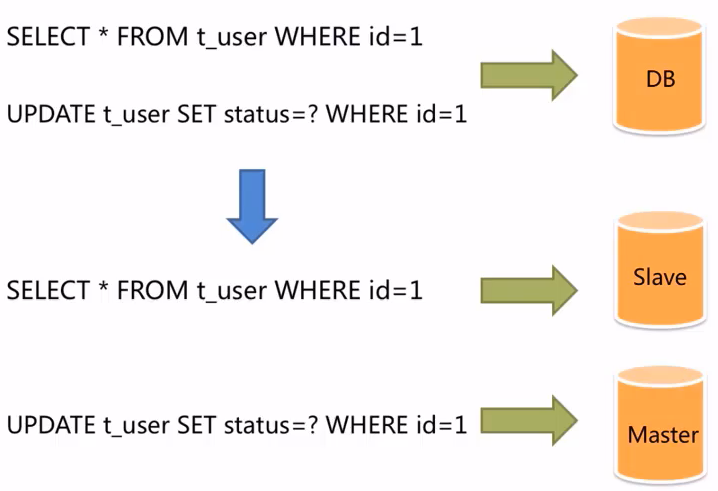 SELECT * FROM t_user WHERE id=1
DB
UPDATE t_user SET status=? WHERE id=1
SELECT * FROM t_user WHERE id=1
Slave
UPDATE t_user SET status=? WHERE id=1
Master